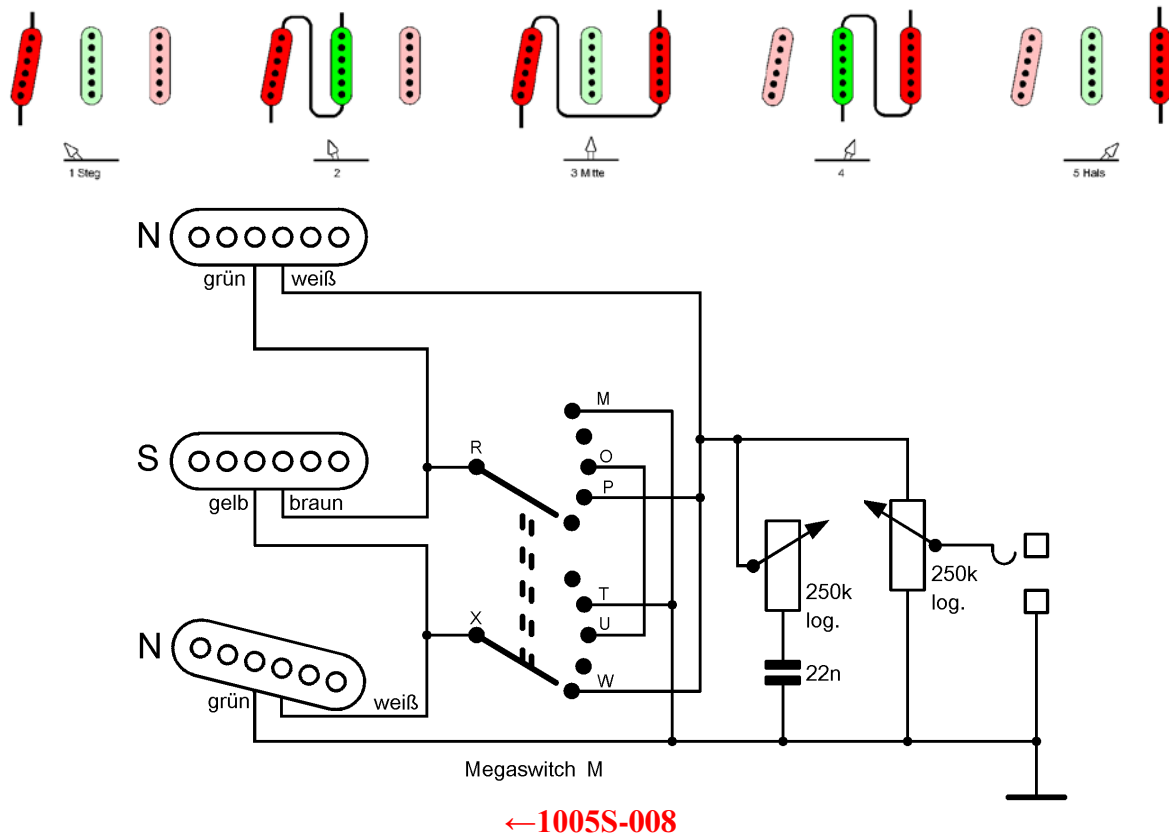 1 Steg
2
3 Mitte
4
5 Hals
N
grün
weiß
S
gelb
braun
N
grün
weiß
R
X
M
O
P
T
U
W
250k
log.
22n
250k
log.
Megaswitch M
←1005S-008